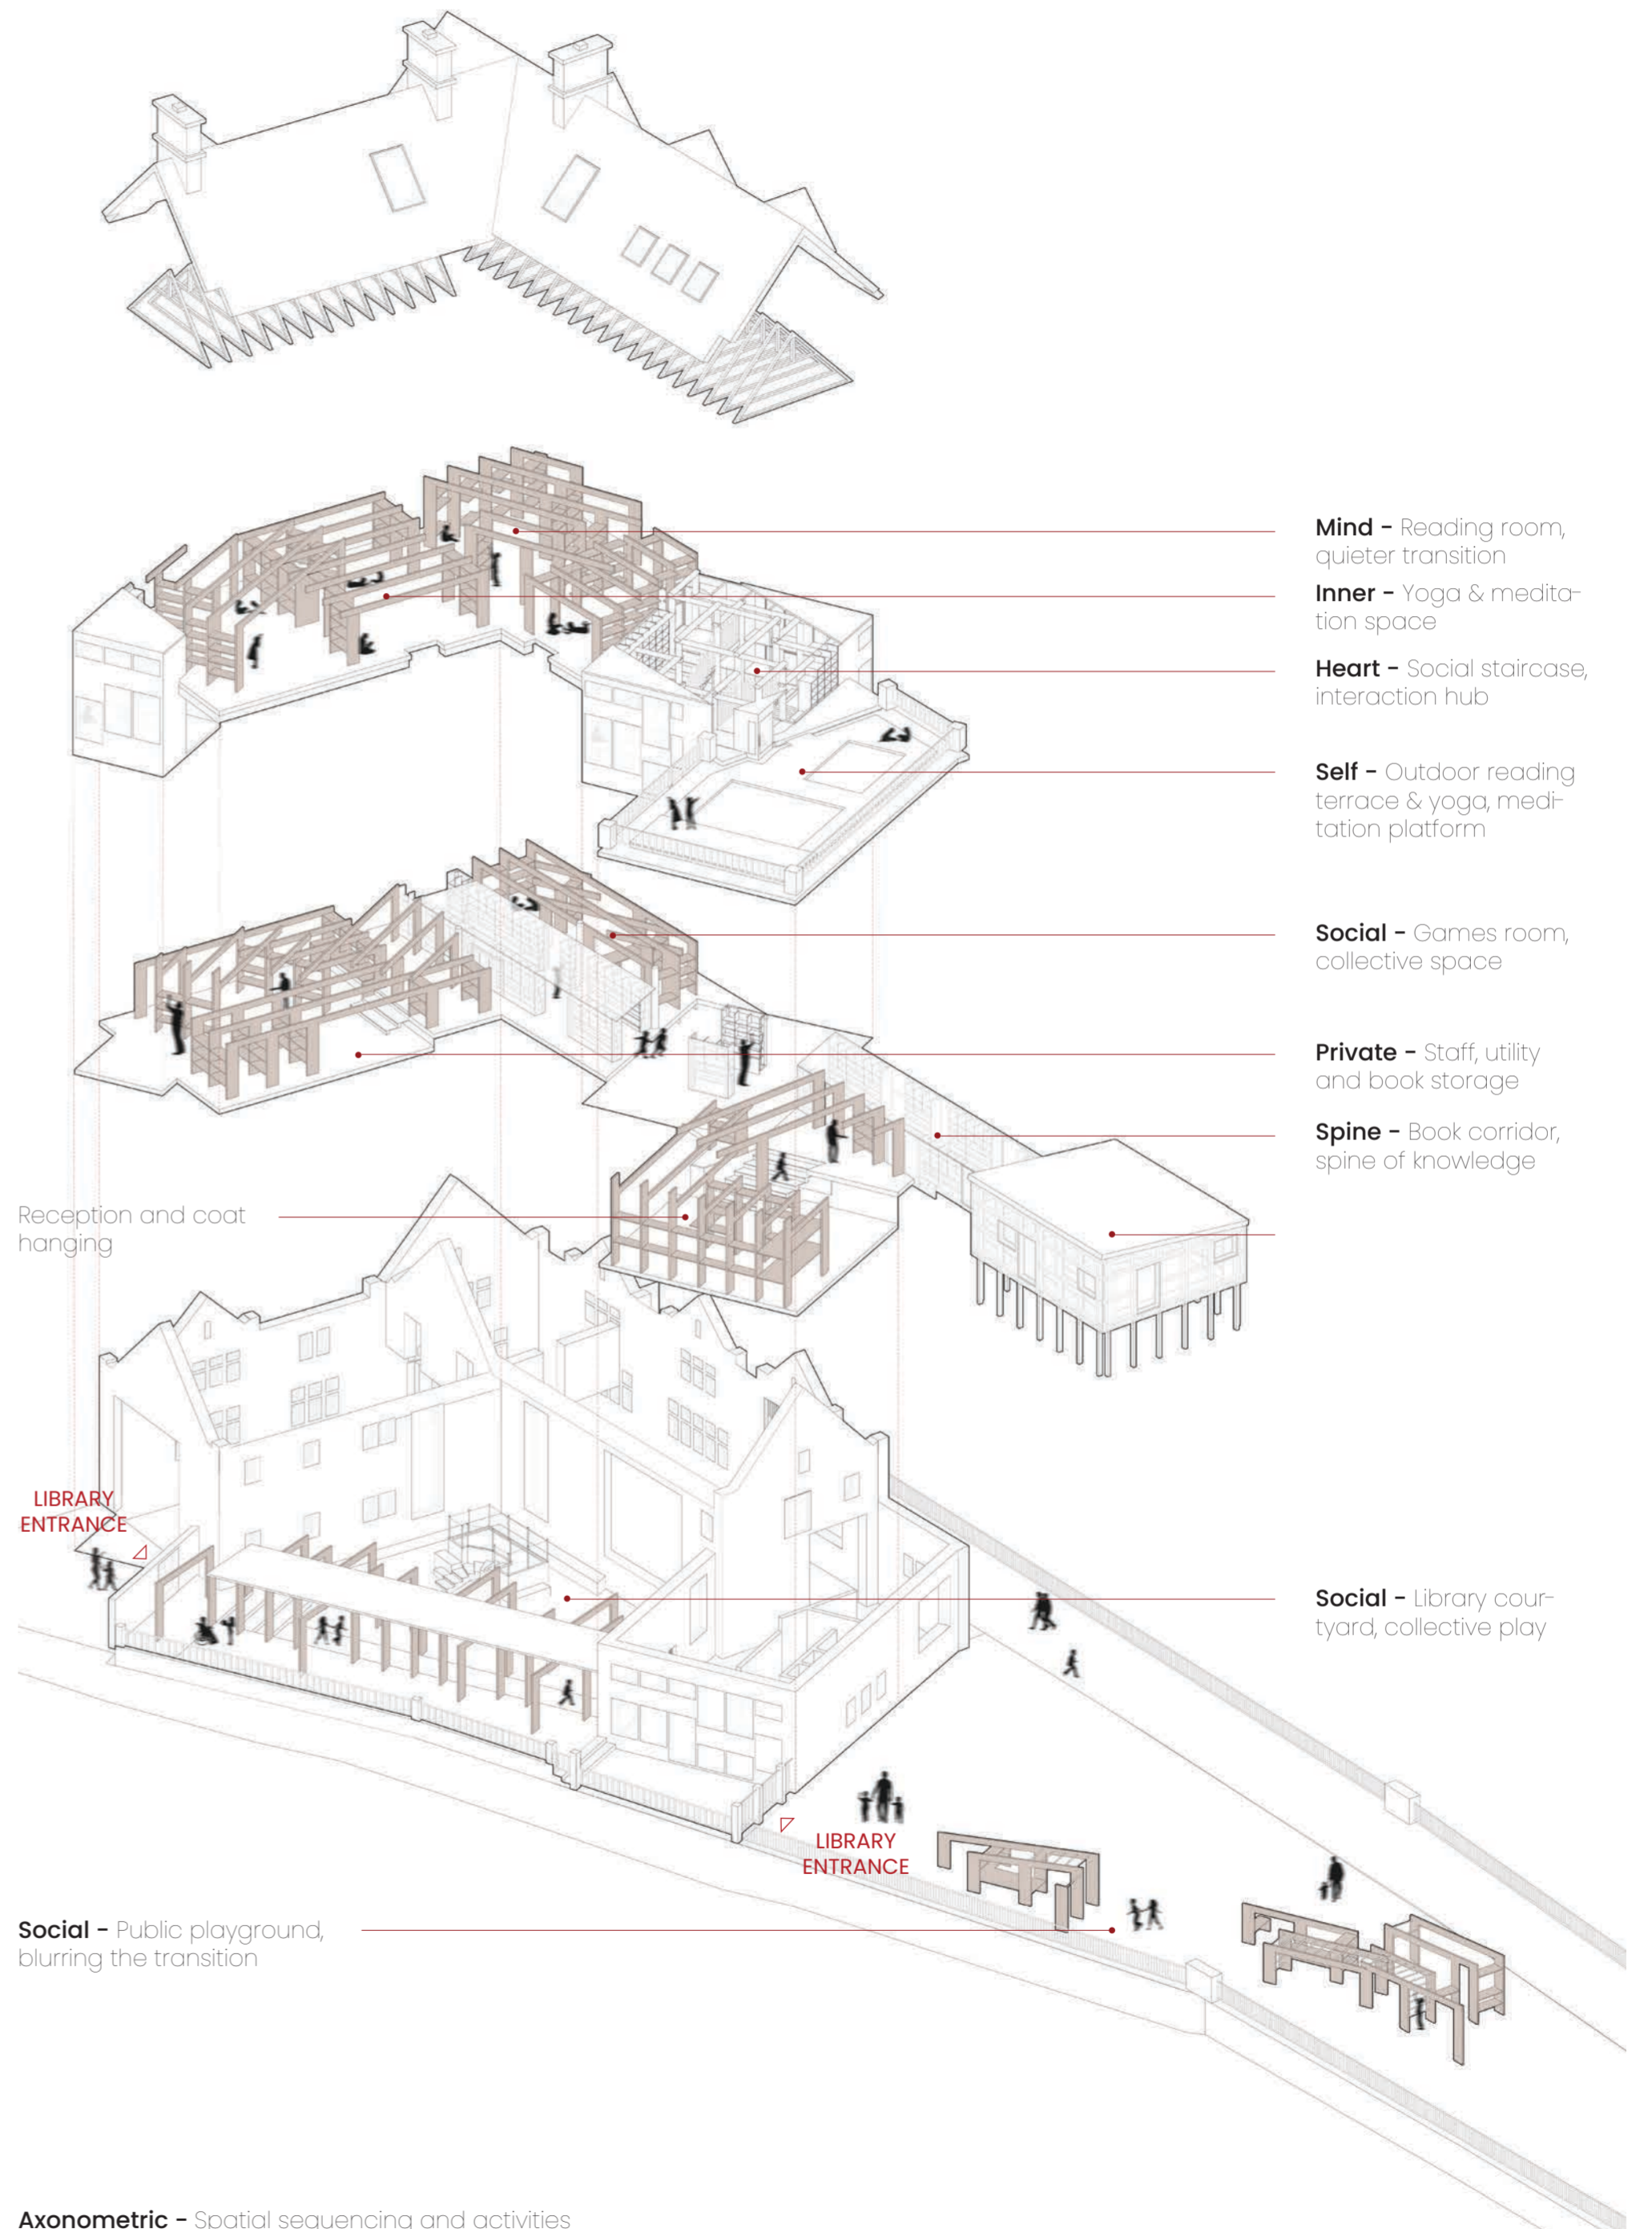 Mind - Reading room,
quieter transition
Inner - Yoga & medita-
tion space
Heart - Social staircase,
interaction hub
Self - Outdoor reading
terrace & yoga, medi-
tation platform
Social - Games room,
collective space
Private - Staff, utility
and book storage
Spine - Book corridor,
spine of knowledge
Reception and coat
hanging
LIBRARY
ENTRANCE
Social - Library cour-
tyard, collective play
LIBRARY
ENTRANCE
Social - Public playground,
blurring the transition
Axonometric - Spatial sequencing and activities